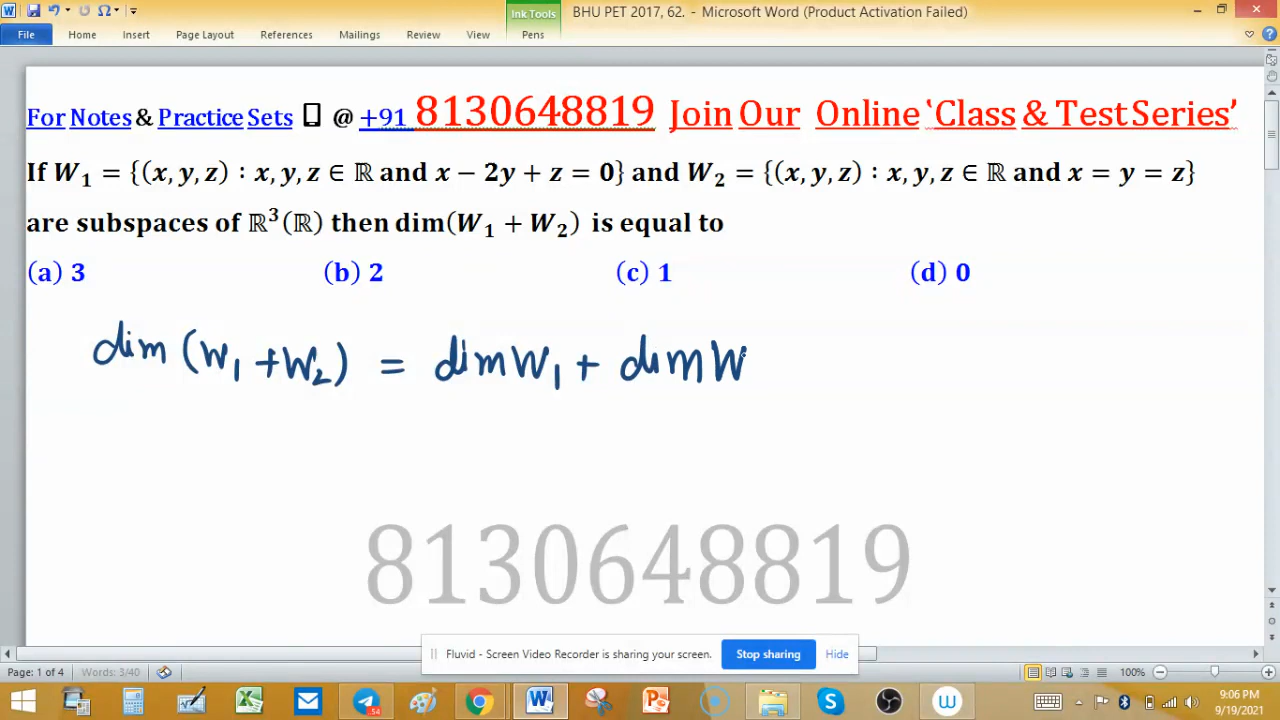 Ink Tools
BHU PET 2017, 62. - Microsoft Word (Product Activation Failed)
File Home Insert Page Layout References Mailings Review View Pens
For Notes & Practice Sets @ +91 8130648819 Join Our Online 'Class & Test Series'
If W₁ = {(x, y, z) : x, y, z ∈ ℝ and x − 2y + z = 0} and W₂ = {(x, y, z) : x, y, z ∈ ℝ and x = y = z}
are subspaces of ℝ³(ℝ) then dim(W₁ + W₂) is equal to
(a) 3 (b) 2 (c) 1 (d) 0
dim (W₁ + W₂) = dim W₁ + dim W
8130648819
Fluvid - Screen Video Recorder is sharing your screen. Stop sharing Hide
Page: 1 of 4 Words: 3/40 100%
54 W 9:06 PM
9/19/2021